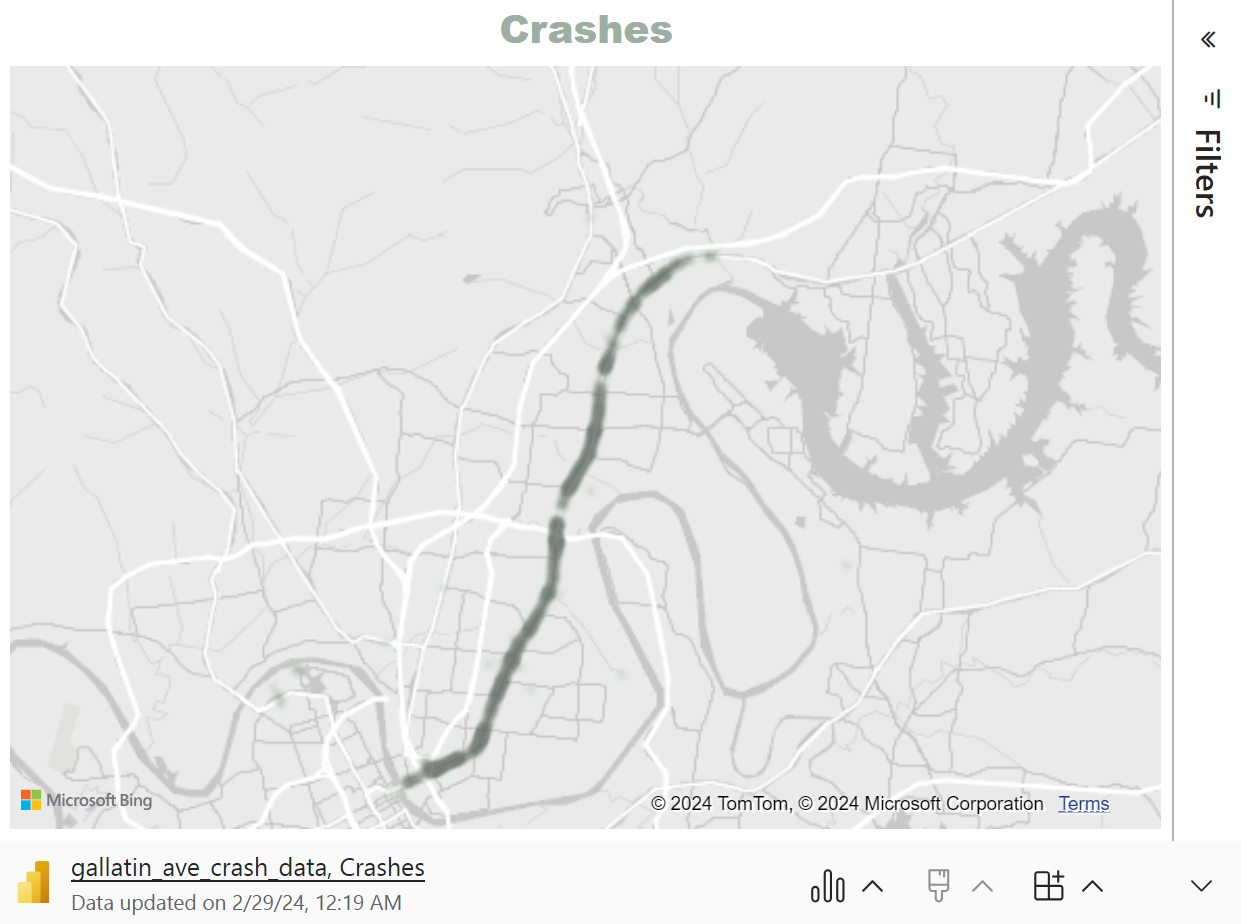 Crashes
Filters
Microsoft Bing
© 2024 TomTom, © 2024 Microsoft Corporation Terms
gallatin_ave_crash_data, Crashes
Data updated on 2/29/24, 12:19 AM